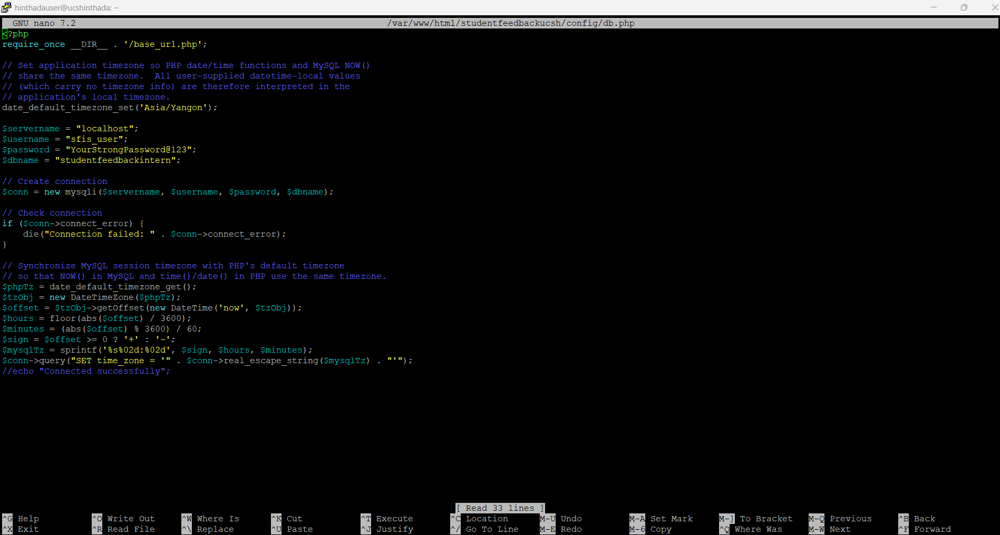 hinthadauser@ucshinthada: ~
GNU nano 7.2 /var/www/html/studentfeedbackucsh/config/db.php
<?php
require_once __DIR__ . '/base_url.php';
// Set application timezone so PHP date/time functions and MySQL NOW()
// share the same timezone.  All user-supplied datetime-local values
// (which carry no timezone info) are therefore interpreted in the
// application's local timezone.
date_default_timezone_set('Asia/Yangon');
$servername = "localhost";
$username = "sfis_user";
$password = "YourStrongPassword@123";
$dbname = "studentfeedbackintern";
// Create connection
$conn = new mysqli($servername, $username, $password, $dbname);
// Check connection
if ($conn->connect_error) {
    die("Connection failed: " . $conn->connect_error);
}
// Synchronize MySQL session timezone with PHP's default timezone
// so that NOW() in MySQL and time()/date() in PHP use the same timezone.
$phpTz = date_default_timezone_get();
$tzObj = new DateTimeZone($phpTz);
$offset = $tzObj->getOffset(new DateTime('now', $tzObj));
$hours = floor(abs($offset) / 3600);
$minutes = (abs($offset) % 3600) / 60;
$sign = $offset >= 0 ? '+' : '-';
$mysqlTz = sprintf('%s%02d:%02d', $sign, $hours, $minutes);
$conn->query("SET time_zone = '" . $conn->real_escape_string($mysqlTz) . "'");
//echo "Connected successfully";
[ Read 33 lines ]
^G Help ^O Write Out ^W Where Is ^K Cut ^T Execute ^C Location M-U Undo M-A Set Mark M-] To Bracket M-Q Previous ^B Back
^X Exit ^R Read File ^\ Replace ^U Paste ^J Justify ^/ Go To Line M-E Redo M-6 Copy ^Q Where Was M-W Next ^F Forward